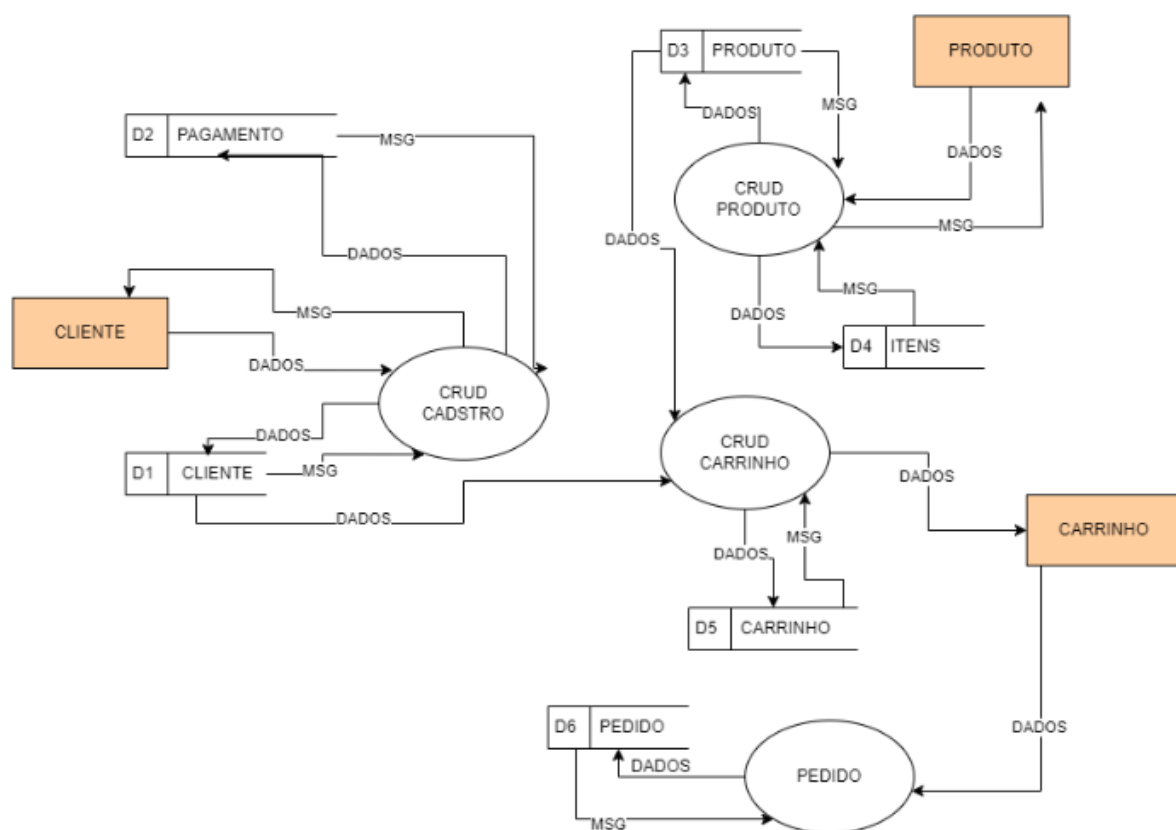 D3 PRODUTO
PRODUTO
MSG
DADOS
D2 PAGAMENTO
MSG
DADOS
CRUD
PRODUTO
MSG
DADOS
DADOS
MSG
MSG
DADOS
CLIENTE
DADOS
D4 ITENS
CRUD
CADSTRO
DADOS
CRUD
CARRINHO
D1 CLIENTE
MSG
DADOS
DADOS
CARRINHO
MSG
DADOS
D5 CARRINHO
D6 PEDIDO
DADOS
DADOS
PEDIDO
MSG